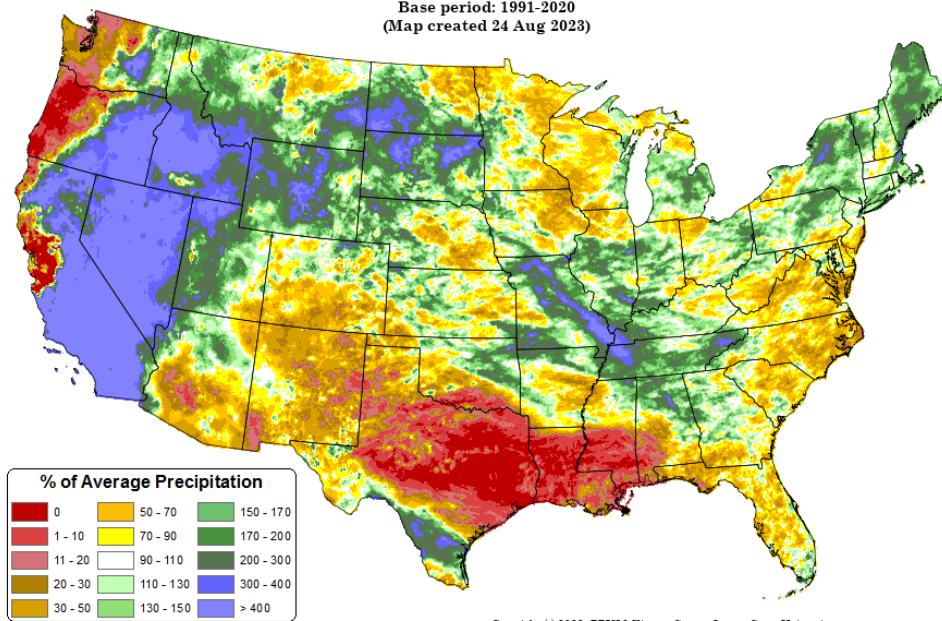 Base period: 1991-2020
(Map created 24 Aug 2023)
% of Average Precipitation
0
50 - 70
150 - 170
1 - 10
70 - 90
170 - 200
11 - 20
90 - 110
200 - 300
20 - 30
110 - 130
300 - 400
30 - 50
130 - 150
> 400